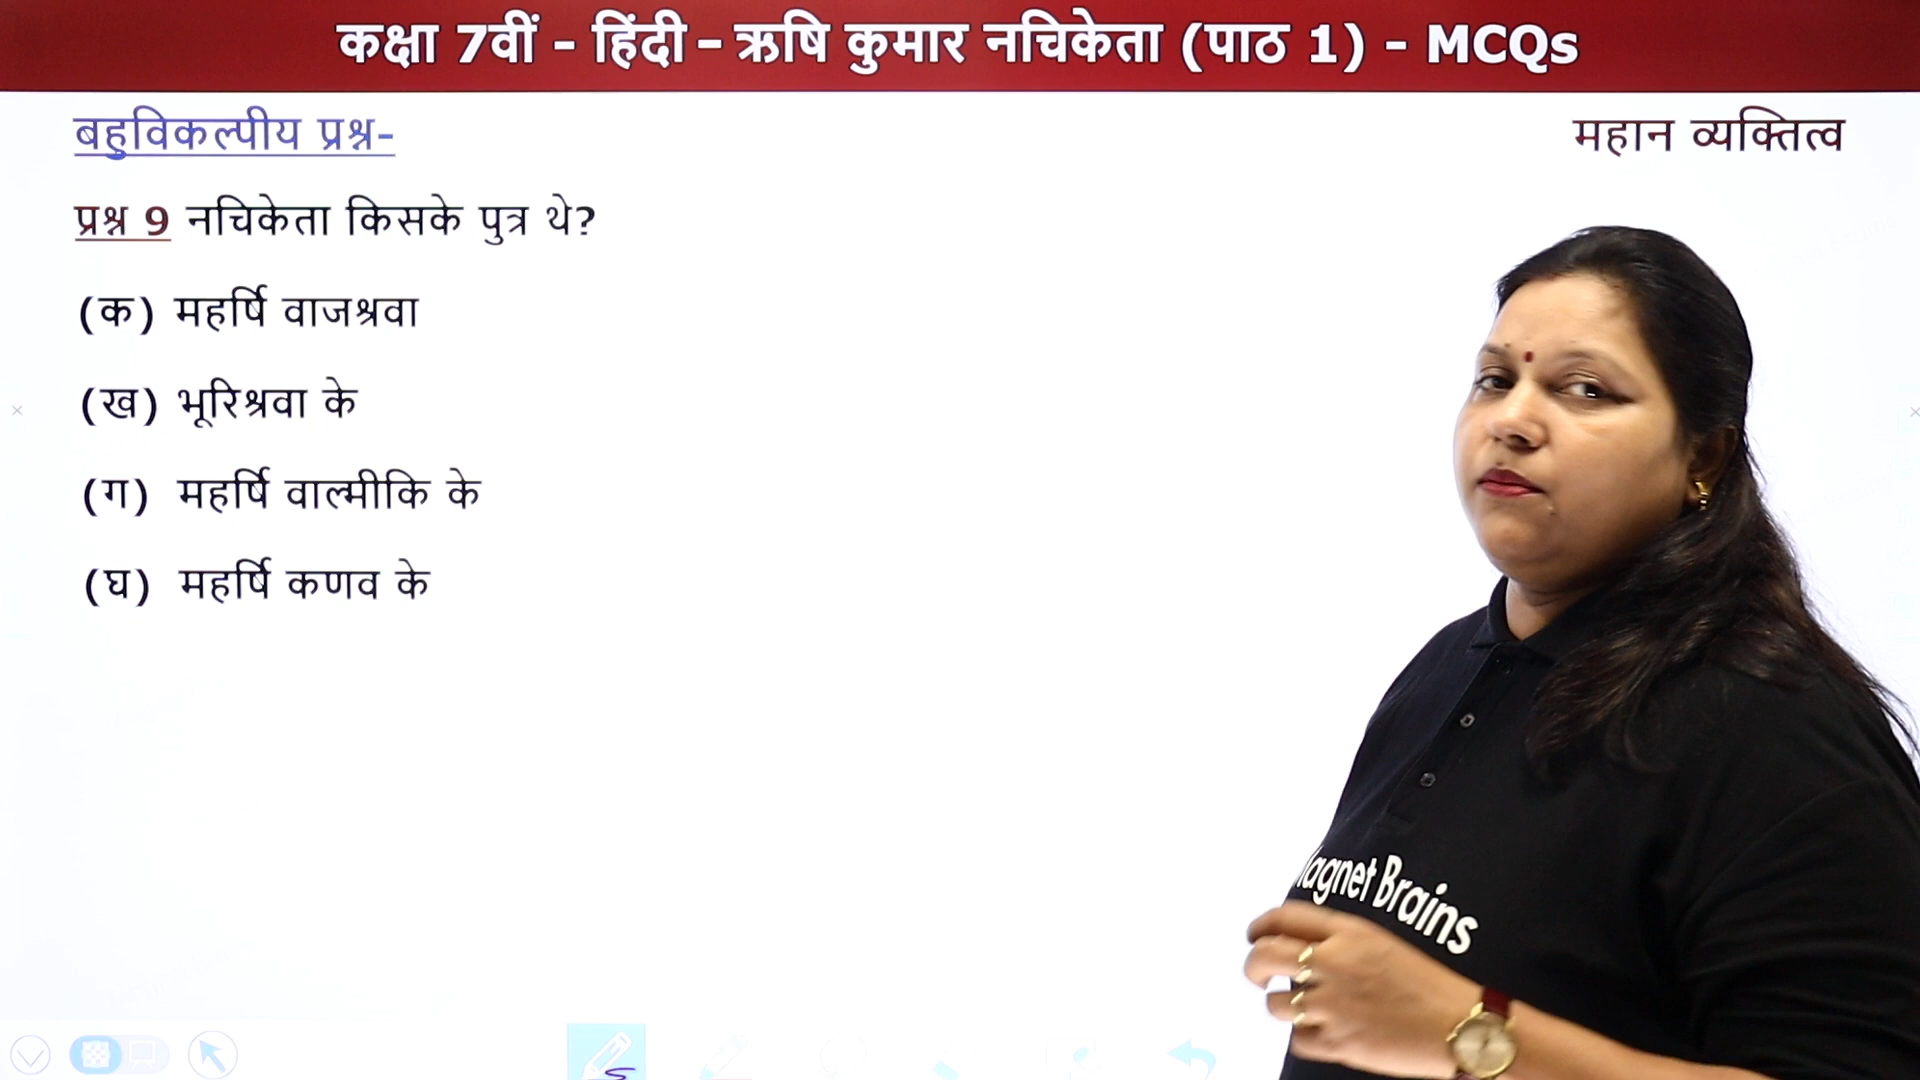 कक्षा 7वीं - हिंदी - ऋषि कुमार नचिकेता (पाठ 1) - MCQs
बहुविकल्पीय प्रश्न-
महान व्यक्तित्व
प्रश्न 9 नचिकेता किसके पुत्र थे?
(क) महर्षि वाजश्रवा
(ख) भूरिश्रवा के
(ग) महर्षि वाल्मीकि के
(घ) महर्षि कणव के
Brains